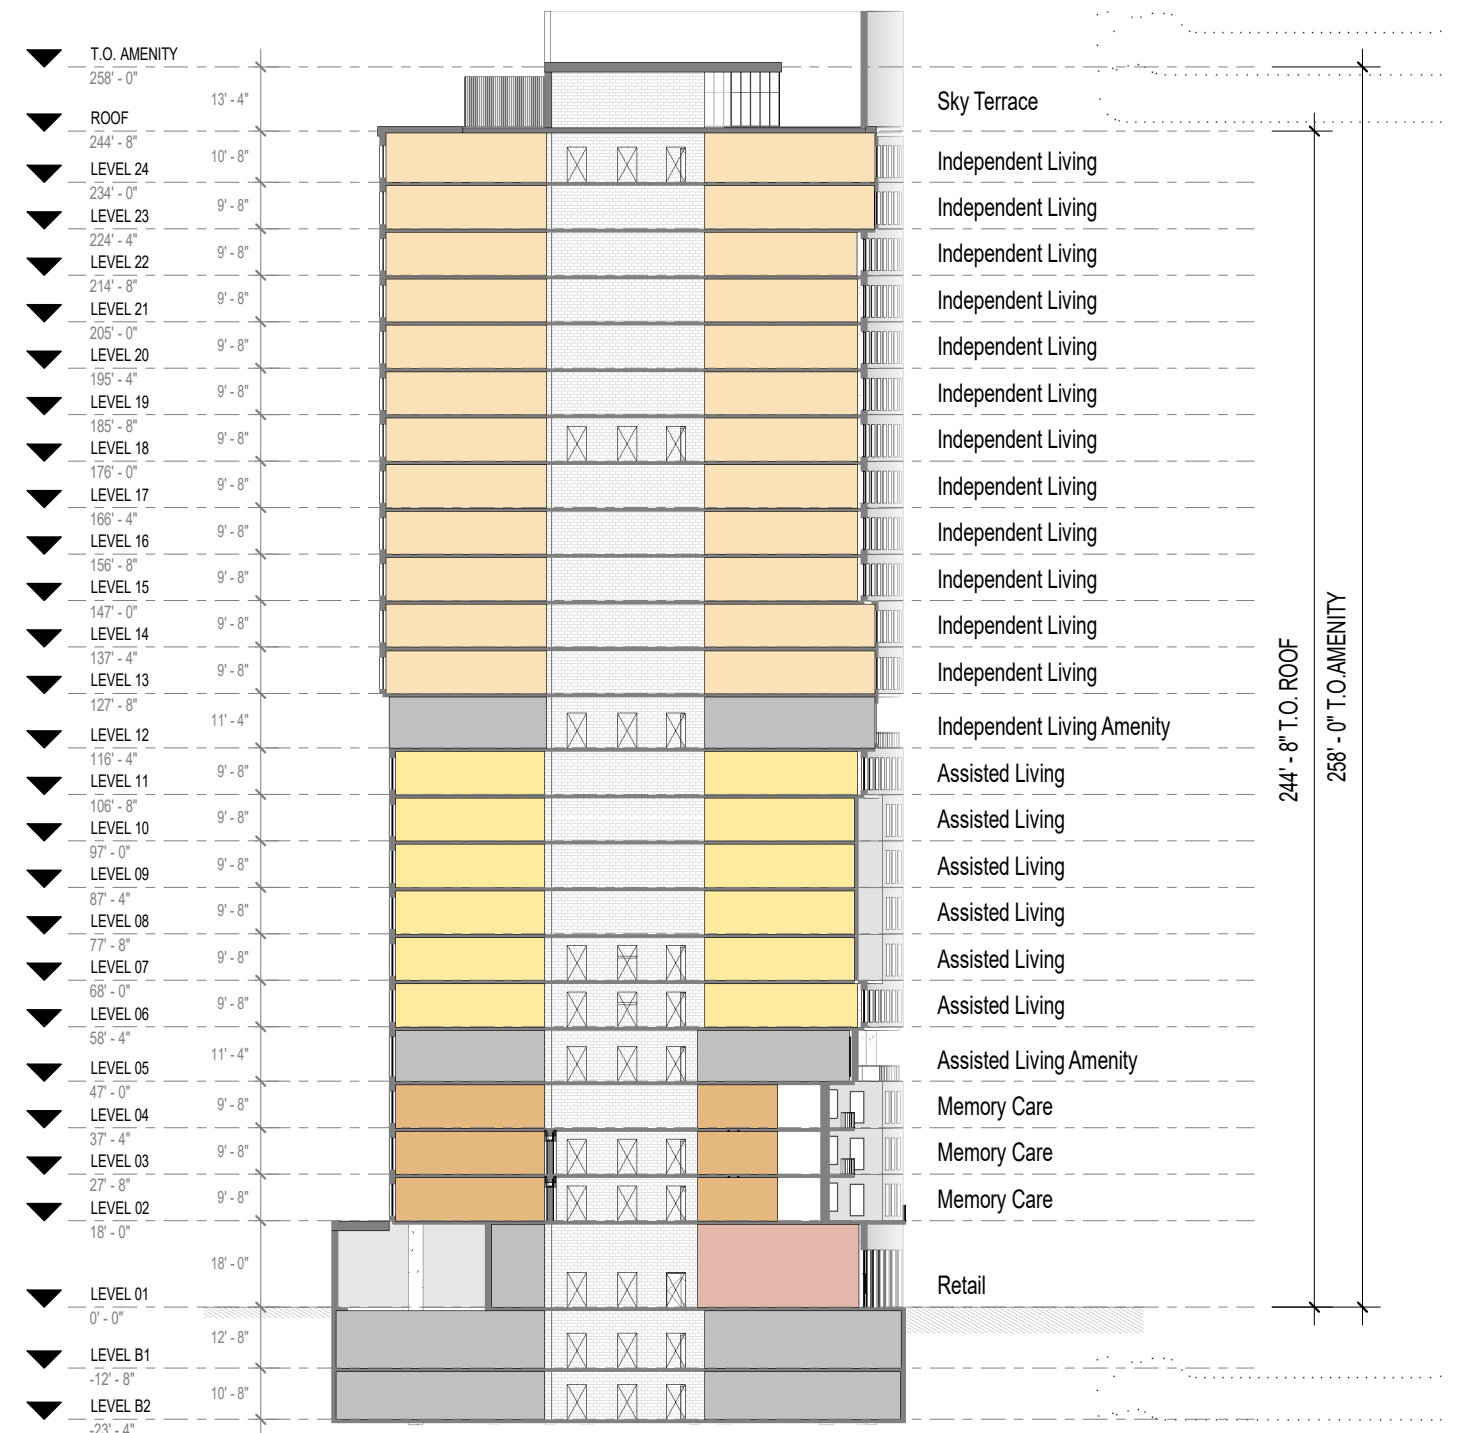 T.O. AMENITY
258' - 0"
13' - 4"
Sky Terrace
ROOF
244' - 8"
10' - 8"
Independent Living
LEVEL 24
234' - 0"
9' - 8"
Independent Living
LEVEL 23
224' - 4"
9' - 8"
Independent Living
LEVEL 22
214' - 8"
9' - 8"
Independent Living
LEVEL 21
205' - 0"
9' - 8"
Independent Living
LEVEL 20
195' - 4"
9' - 8"
Independent Living
LEVEL 19
185' - 8"
9' - 8"
Independent Living
LEVEL 18
176' - 0"
9' - 8"
Independent Living
LEVEL 17
166' - 4"
9' - 8"
Independent Living
LEVEL 16
156' - 8"
9' - 8"
Independent Living
LEVEL 15
147' - 0"
9' - 8"
Independent Living
LEVEL 14
137' - 4"
9' - 8"
Independent Living
LEVEL 13
127' - 8"
11' - 4"
Independent Living Amenity
LEVEL 12
116' - 4"
9' - 8"
Assisted Living
LEVEL 11
106' - 8"
9' - 8"
Assisted Living
LEVEL 10
97' - 0"
9' - 8"
Assisted Living
LEVEL 09
87' - 4"
9' - 8"
Assisted Living
LEVEL 08
77' - 8"
9' - 8"
Assisted Living
LEVEL 07
68' - 0"
9' - 8"
Assisted Living
LEVEL 06
58' - 4"
11' - 4"
Assisted Living Amenity
LEVEL 05
47' - 0"
9' - 8"
Memory Care
LEVEL 04
37' - 4"
9' - 8"
Memory Care
LEVEL 03
27' - 8"
9' - 8"
Memory Care
LEVEL 02
18' - 0"
18' - 0"
Retail
LEVEL 01
0' - 0"
12' - 8"
LEVEL B1
-12' - 8"
10' - 8"
LEVEL B2
-23' - 4"
244' - 8" T.O. ROOF
258' - 0" T.O.AMENITY